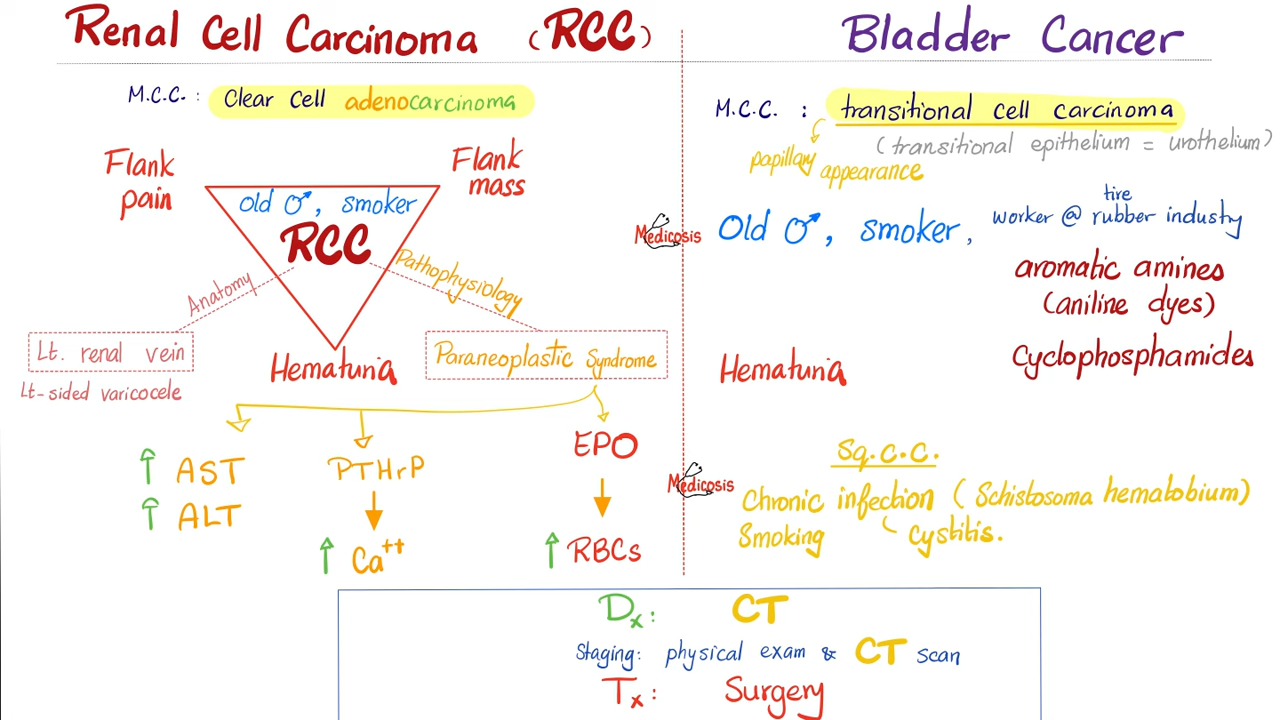 Renal Cell Carcinoma (RCC)
M.C.C.: Clear Cell adenocarcinoma
Flank pain
Flank mass
old ♂, smoker
RCC
Anatomy
Pathophysiology
Lt. renal vein
Lt-sided varicocele
Hematuria
Paraneoplastic Syndrome
↑ AST
↑ ALT
PTHrP
↑ Ca++
EPO
↑ RBCs
Medicosis
Medicosis
Bladder Cancer
M.C.C. : transitional cell carcinoma
(transitional epithelium = urothelium)
papillary appearance
Old ♂, smoker, worker @ tire rubber industry
aromatic amines
(aniline dyes)
Cyclophosphamides
Hematuria
Sq.C.C.
Chronic infection (Schistosoma hematobium)
Smoking
cystitis.
Dx: CT
Staging: physical exam & CT scan
Tx: Surgery